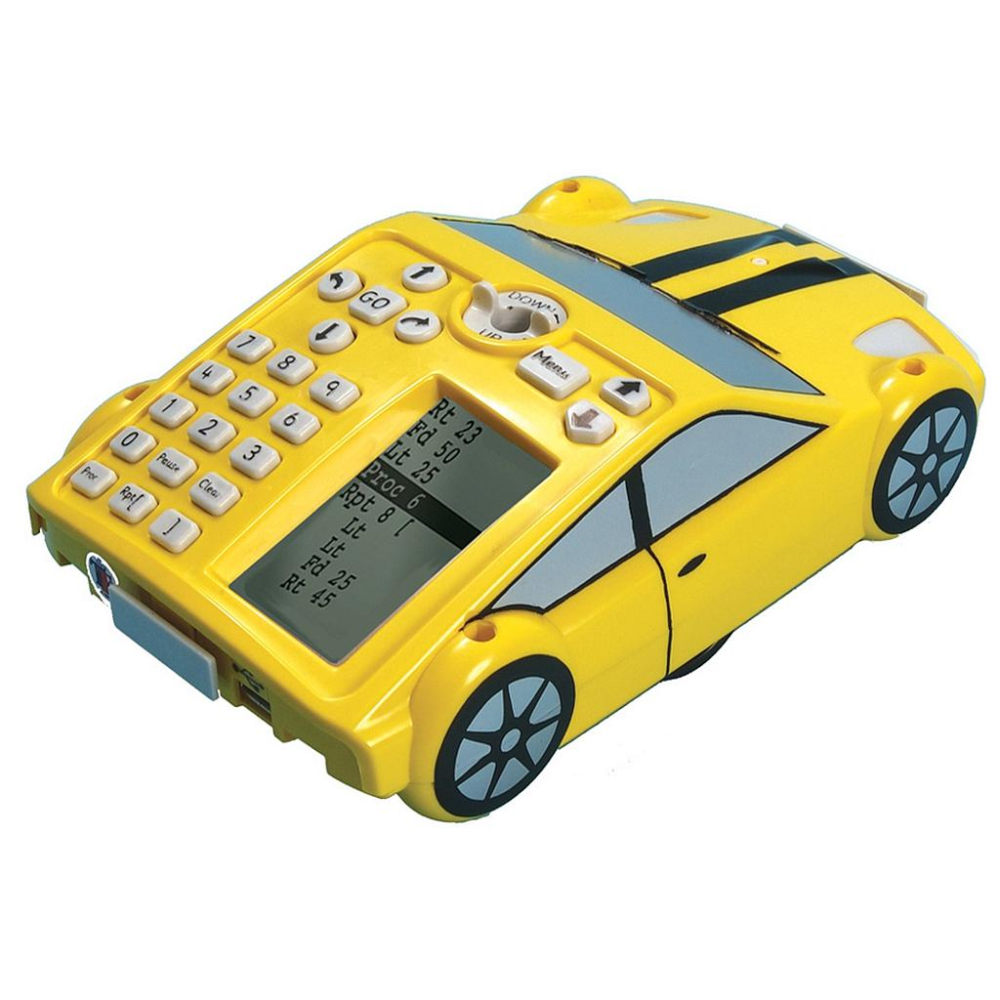 GO
DOWN
UP
Menu
7
8
9
4
5
6
1
2
3
0
Pause
Clear
Proc
Rpt[
]
Rt 23
Fd 50
Lt 25
Proc 6
Rpt 8 [
Lt
Lt
Fd 25
Rt 45